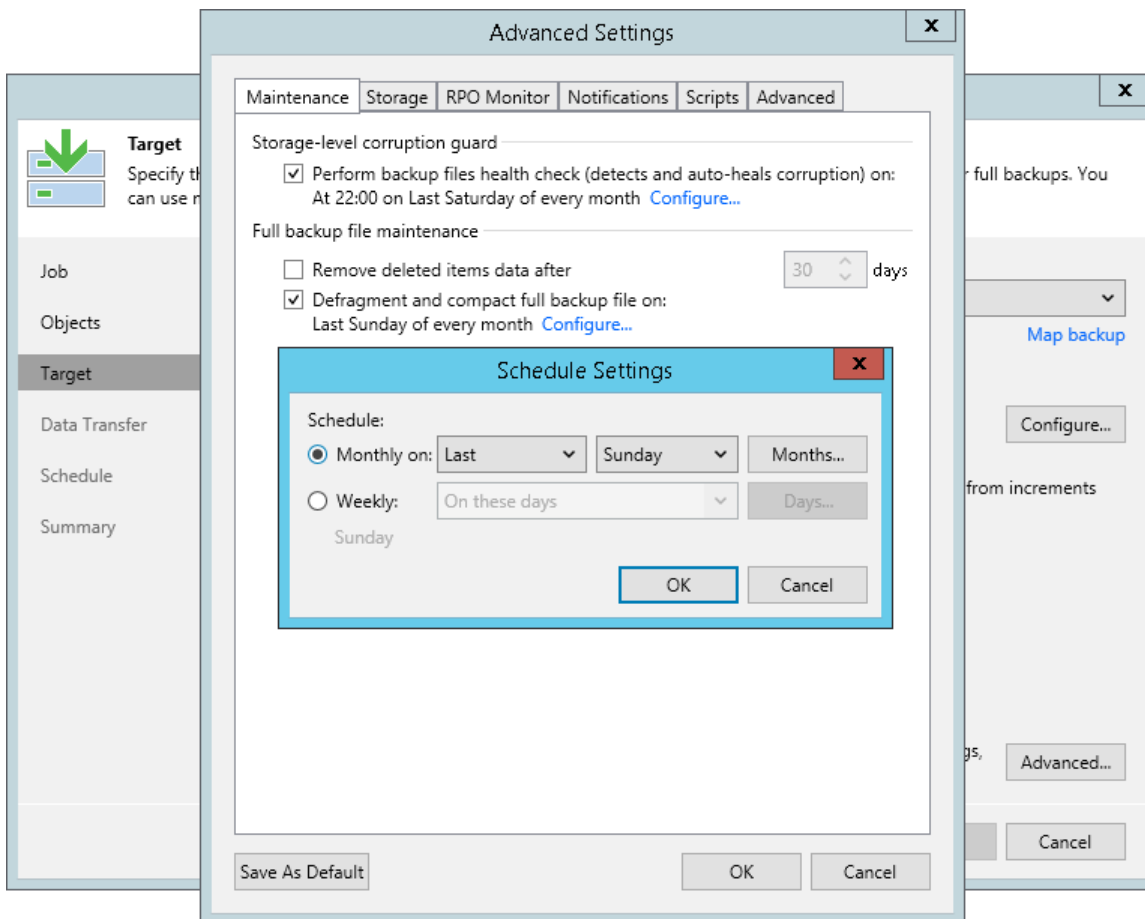 Advanced Settings
x
x
Maintenance
Storage
RPO Monitor
Notifications
Scripts
Advanced
Target
Specify th
can use r
r full backups. You
Storage-level corruption guard
Perform backup files health check (detects and auto-heals corruption) on:
At 22:00 on Last Saturday of every month Configure...
Full backup file maintenance
Remove deleted items data after 30 days
Defragment and compact full backup file on:
Last Sunday of every month Configure...
Job
Objects
Target
Data Transfer
Schedule
Summary
Map backup
Configure...
from increments
Schedule Settings
x
Schedule:
Monthly on: Last Sunday Months...
Weekly: On these days Days...
Sunday
OK Cancel
gs,
Advanced...
Cancel
Save As Default OK Cancel